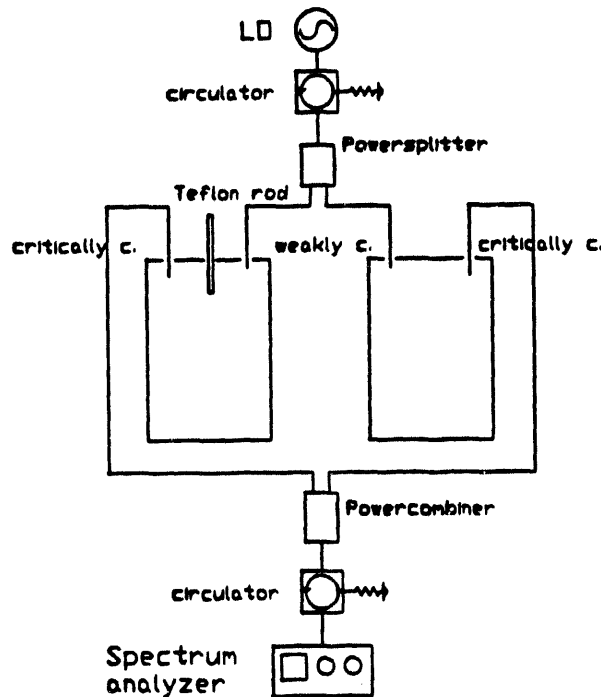 LO
circulator
Powersplitter
Teflon rod
critically c.
weakly c.
critically c.
Powercombiner
circulator
Spectrum
analyzer